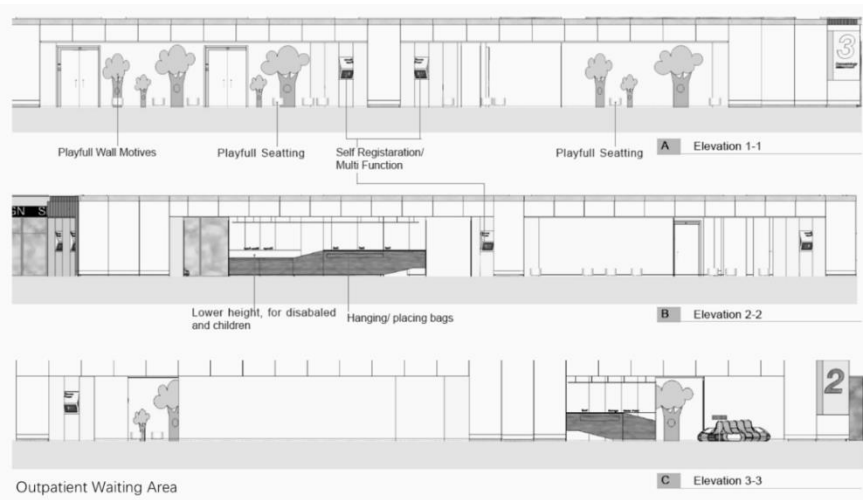 3
Playfull Wall Motives
Playfull Seatting
Self Registaration/
Multi Function
Playfull Seatting
A Elevation 1-1
GN S
Lower height, for disabaled
and children
Hanging/ placing bags
B Elevation 2-2
2
Outpatient Waiting Area
C Elevation 3-3